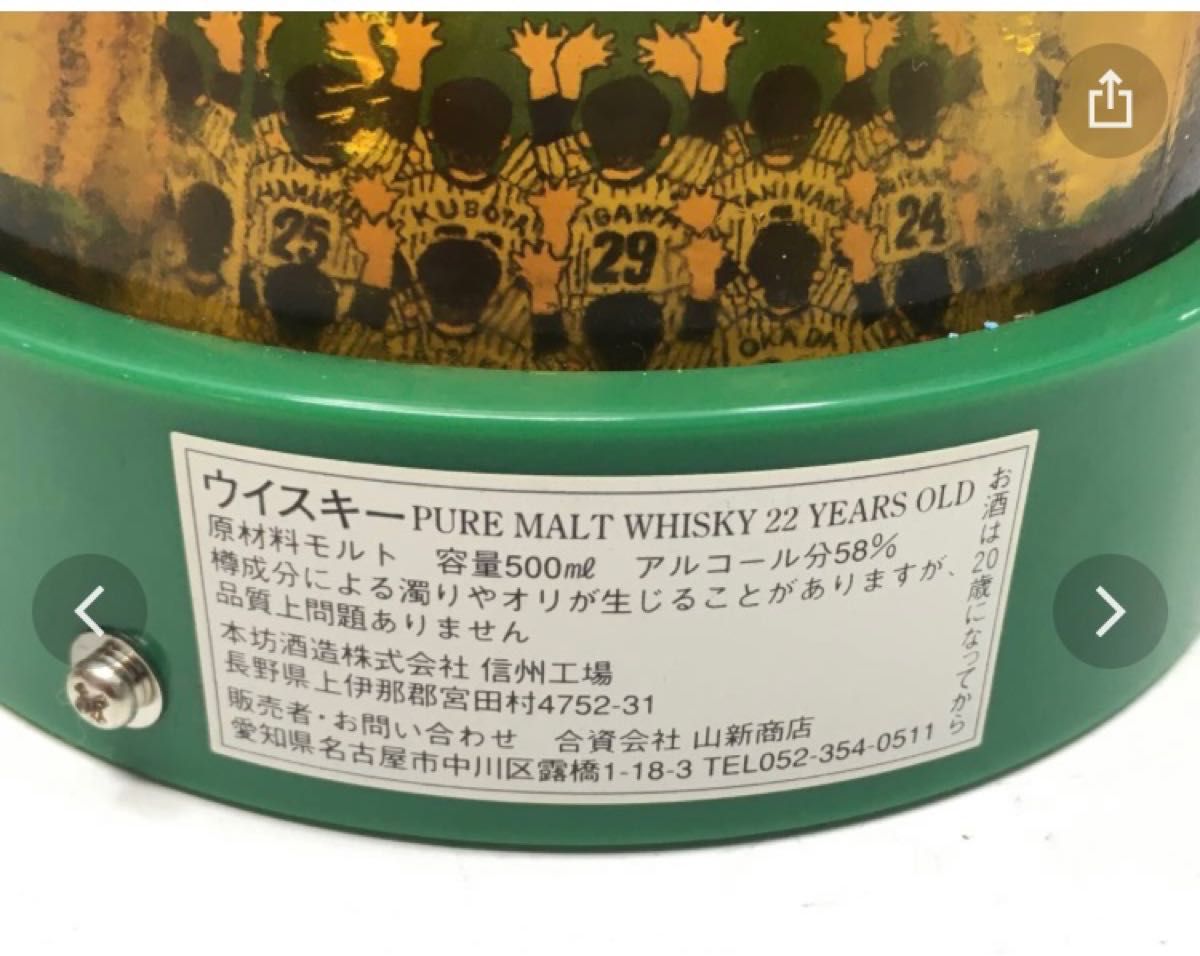 25
KUBOTA
IGAWA
29
24
OKADA
ウイスキー PURE MALT WHISKY 22 YEARS OLD
原材料モルト 容量500㎖ アルコール分58%
樽成分による濁りやオリが生じることがありますが、
品質上問題ありません
本坊酒造株式会社 信州工場
長野県上伊那郡宮田村4752-31
販売者・お問い合わせ 合資会社 山新商店
愛知県名古屋市中川区露橋1-18-3 TEL052-354-0511
お酒は20歳になってから